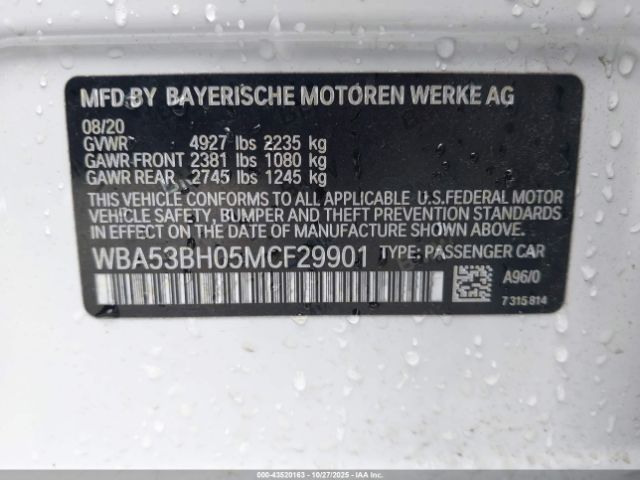 MFD BY BAYERISCHE MOTOREN WERKE AG
08/20
GVWR 4927 lbs 2235 kg
GAWR FRONT 2381 lbs 1080 kg
GAWR REAR 2745 lbs 1245 kg
THIS VEHICLE CONFORMS TO ALL APPLICABLE U.S.FEDERAL MOTOR
VEHICLE SAFETY, BUMPER AND THEFT PREVENTION STANDARDS
IN EFFECT ON THE DATE OF MANUFACTURE SHOWN ABOVE.
WBA53BH05MCF29901 TYPE: PASSENGER CAR
A96/0
7 315 814
000-43520163 - 10/27/2025 - IAAI.COM